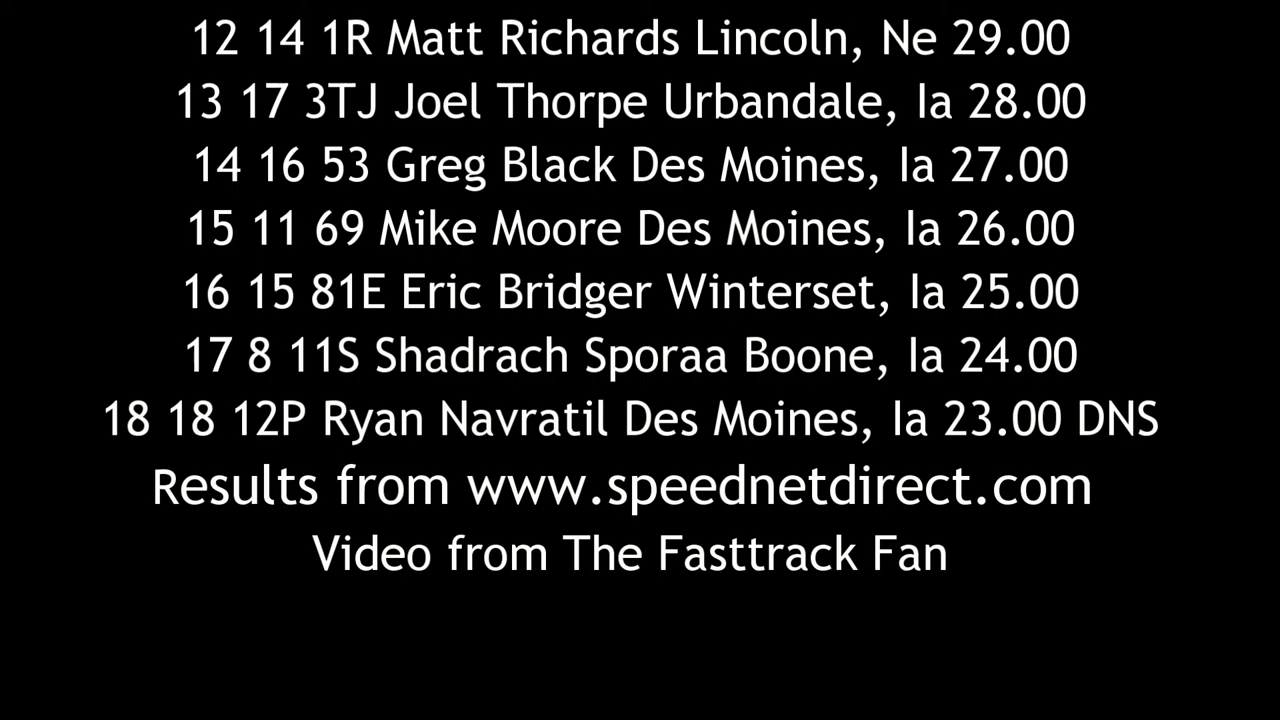 12 14 1R Matt Richards Lincoln, Ne 29.00
13 17 3TJ Joel Thorpe Urbandale, Ia 28.00
14 16 53 Greg Black Des Moines, Ia 27.00
15 11 69 Mike Moore Des Moines, Ia 26.00
16 15 81E Eric Bridger Winterset, Ia 25.00
17 8 11S Shadrach Sporaa Boone, Ia 24.00
18 18 12P Ryan Navratil Des Moines, Ia 23.00 DNS
Results from www.speednetdirect.com
Video from The Fasttrack Fan